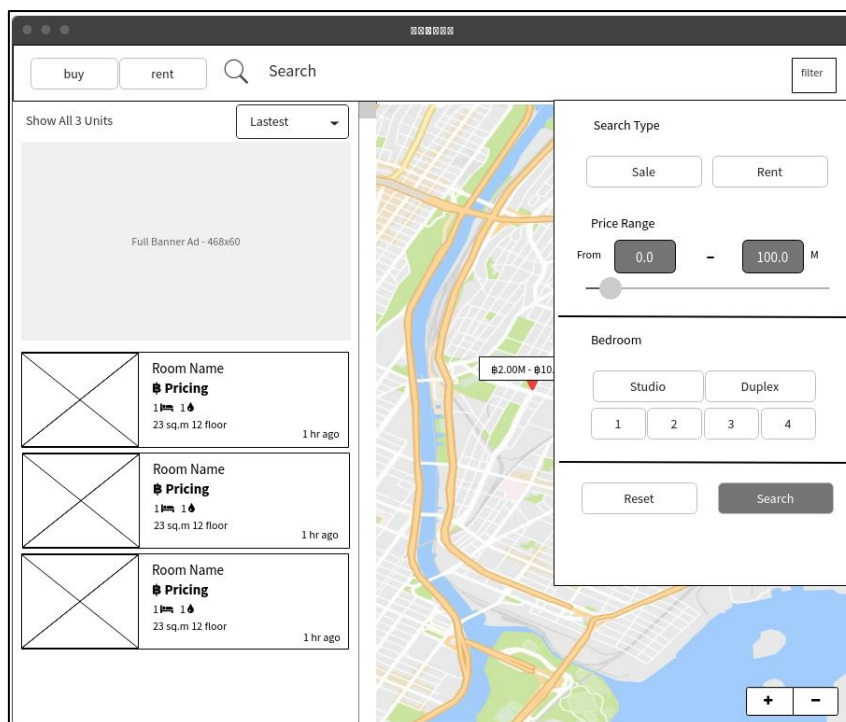 buy rent Search filter
Show All 3 Units Lastest
Full Banner Ad - 468x60
Room Name
฿ Pricing
1 1
23 sq.m 12 floor
1 hr ago
Room Name
฿ Pricing
1 1
23 sq.m 12 floor
1 hr ago
Room Name
฿ Pricing
1 1
23 sq.m 12 floor
1 hr ago
฿2.00M - ฿10.
Search Type
Sale Rent
Price Range
From 0.0 - 100.0 M
Bedroom
Studio Duplex
1 2 3 4
Reset Search
+ -